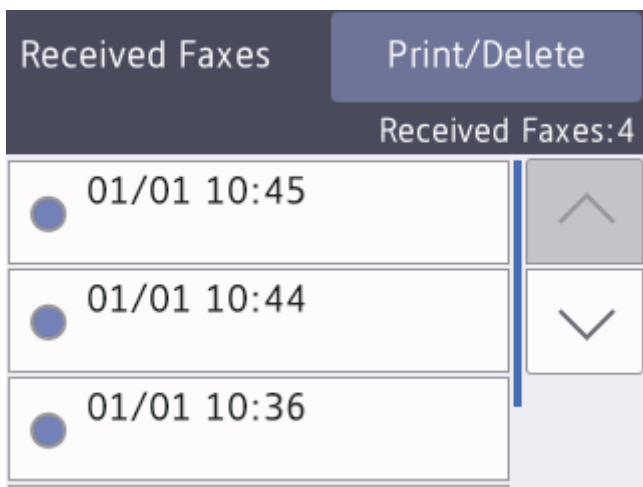 Received Faxes
Print/Delete
Received Faxes:4
01/01 10:45
01/01 10:44
01/01 10:36